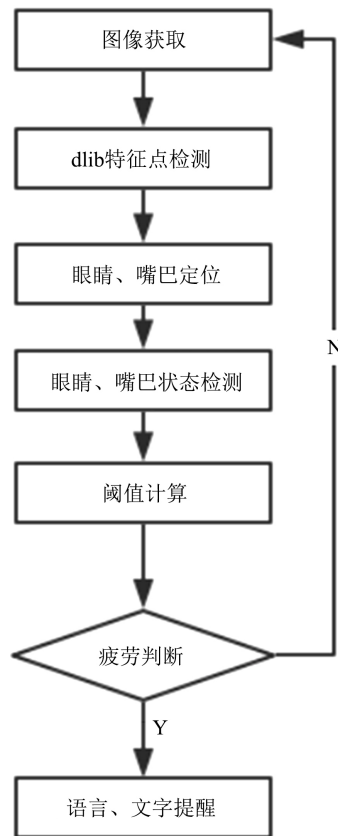 图像获取
dlib特征点检测
眼睛、嘴巴定位
N
眼睛、嘴巴状态检测
阈值计算
疲劳判断
Y
语言、文字提醒